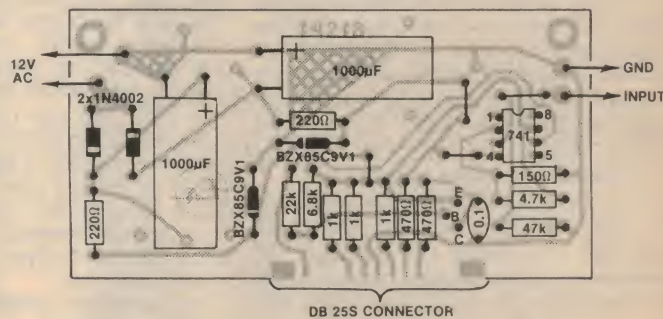 14218
12V
AC
2x1N4002
1000µF
+
220Ω
BZX85C9V1
+
1000µF
220Ω
BZX85C9V1
22k
6.8k
1k
1k
1k
470Ω
470Ω
E
B
C
0.1
1
8
741
4
5
150Ω
4.7k
47k
GND
INPUT
DB 25S CONNECTOR